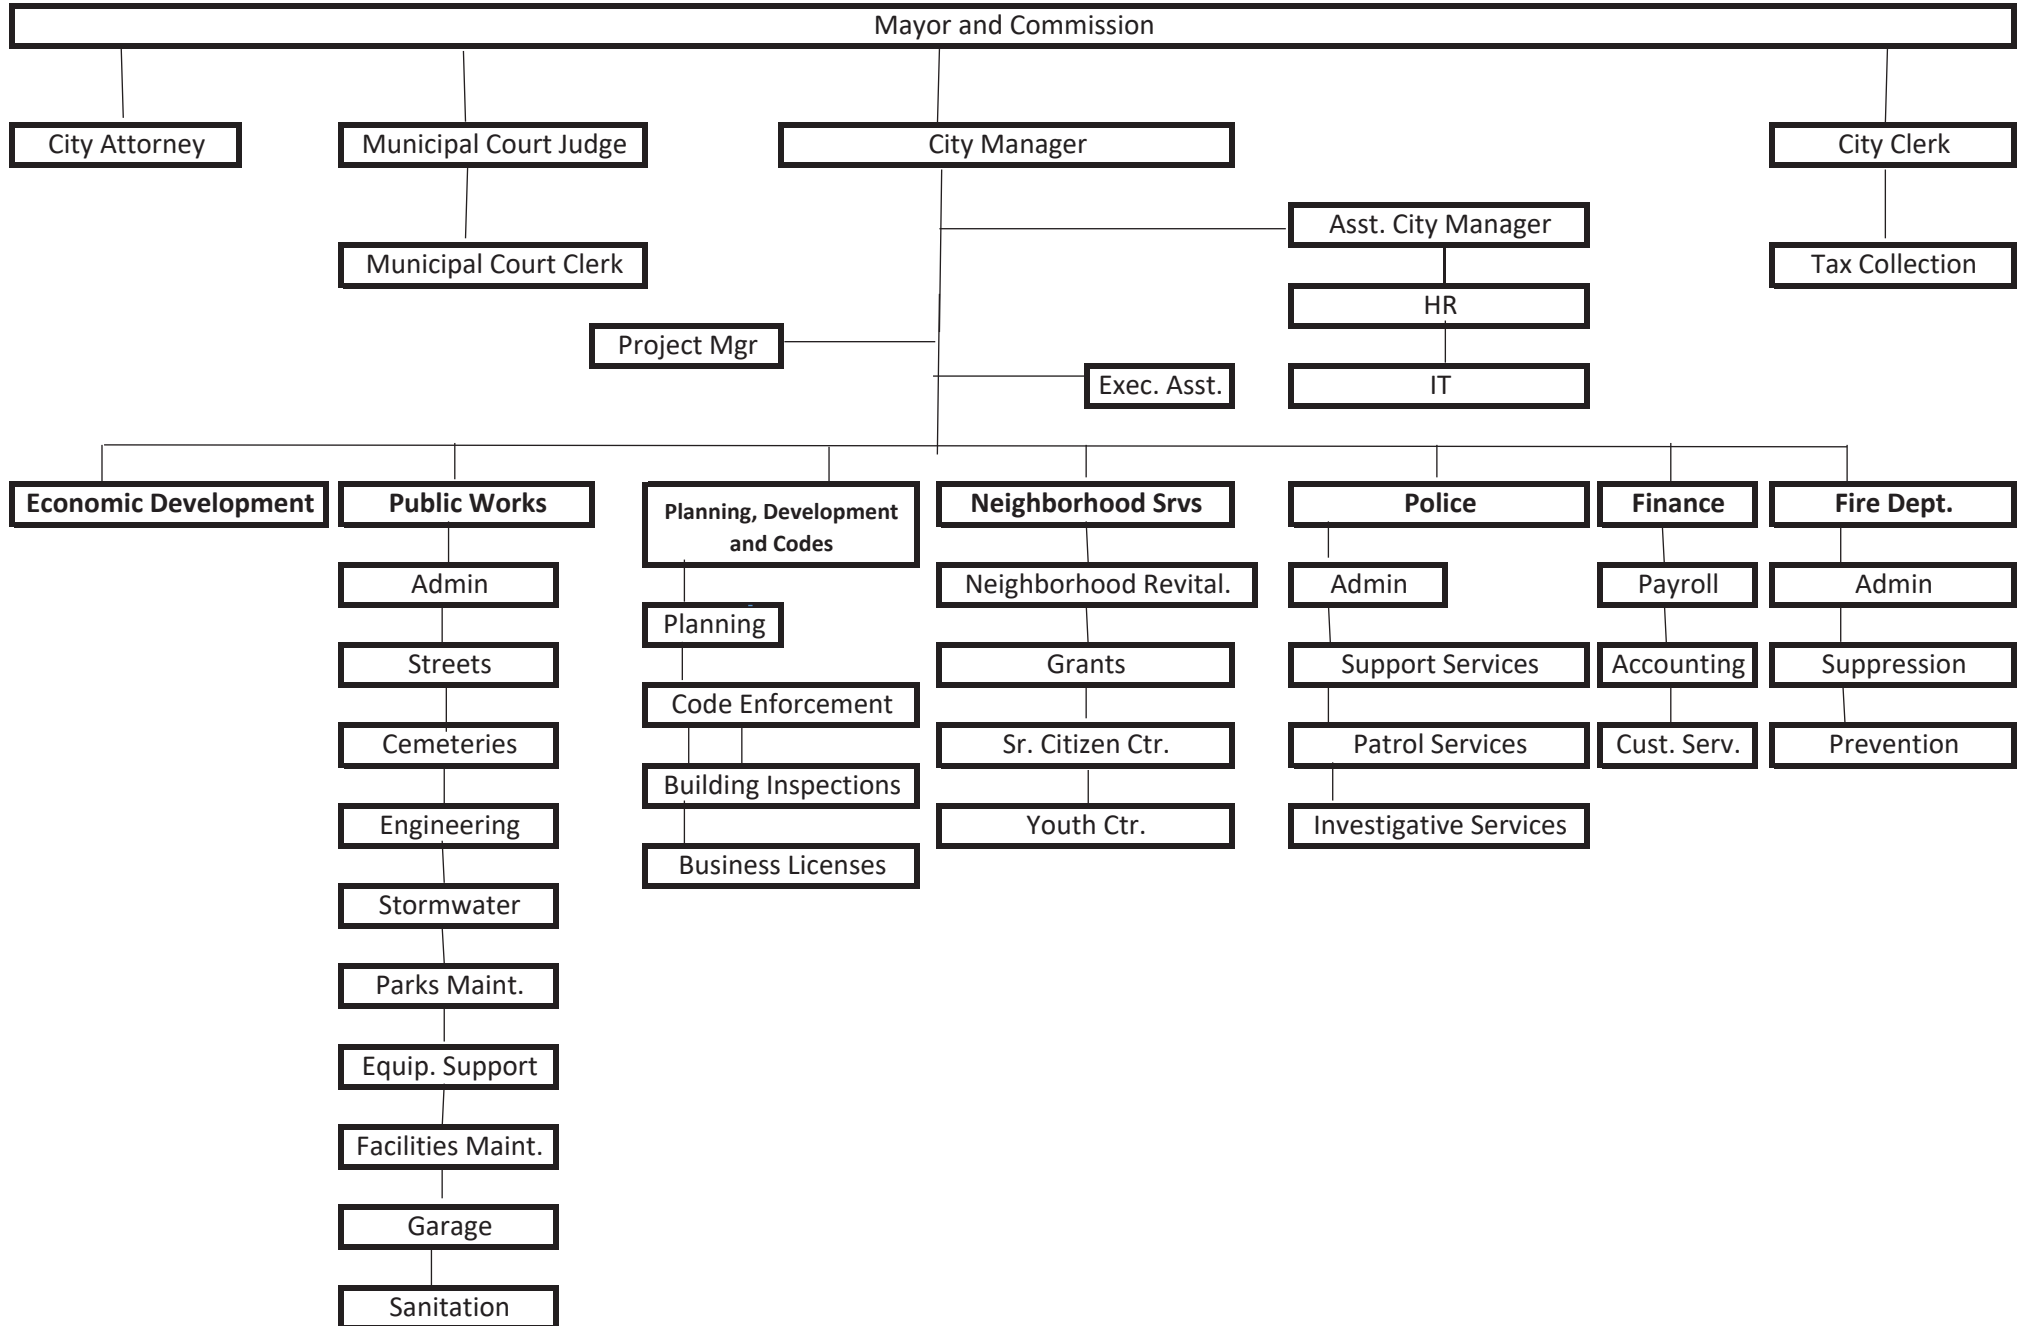 Mayor and Commission
City Attorney
Municipal Court Judge
City Manager
City Clerk
Asst. City Manager
Municipal Court Clerk
Tax Collection
HR
Project Mgr
Exec. Asst.
IT
Economic Development
Public Works
Planning, Development
and Codes
Neighborhood Srvs
Police
Finance
Fire Dept.
Admin
Streets
Cemeteries
Engineering
Stormwater
Parks Maint.
Equip. Support
Facilities Maint.
Garage
Sanitation
Planning
Code Enforcement
Building Inspections
Business Licenses
Neighborhood Revital.
Grants
Sr. Citizen Ctr.
Youth Ctr.
Admin
Support Services
Patrol Services
Investigative Services
Payroll
Accounting
Cust. Serv.
Admin
Suppression
Prevention